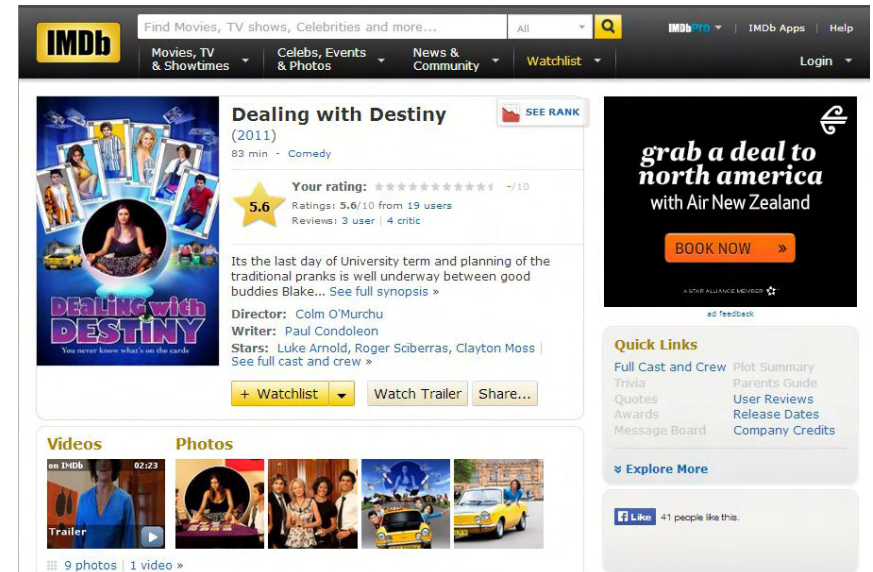 IMDb
Find Movies, TV shows, Celebrities and more...
All
IMDbPro
IMDb Apps
Help
Movies, TV
& Showtimes
Celebs, Events
& Photos
News &
Community
Watchlist
Login
Dealing with Destiny
(2011)
SEE RANK
83 min - Comedy
Your rating: -/10
5.6
Ratings: 5.6/10 from 19 users
Reviews: 3 user | 4 critic
Its the last day of University term and planning of the
traditional pranks is well underway between good
buddies Blake... See full synopsis »
Director: Colm O'Murchu
Writer: Paul Condoleon
Stars: Luke Arnold, Roger Sciberras, Clayton Moss |
See full cast and crew »
+ Watchlist
Watch Trailer
Share...
DEALING with
DESTINY
You never know what's on the cards
grab a deal to
north america
with Air New Zealand
BOOK NOW »
A STAR ALLIANCE MEMBER
ad feedback
Quick Links
Full Cast and Crew Plot Summary
Trivia Parents Guide
Quotes User Reviews
Awards Release Dates
Message Board Company Credits
Explore More
Like 41 people like this.
Videos
Photos
on IMDb 02:23
Trailer
9 photos | 1 video »